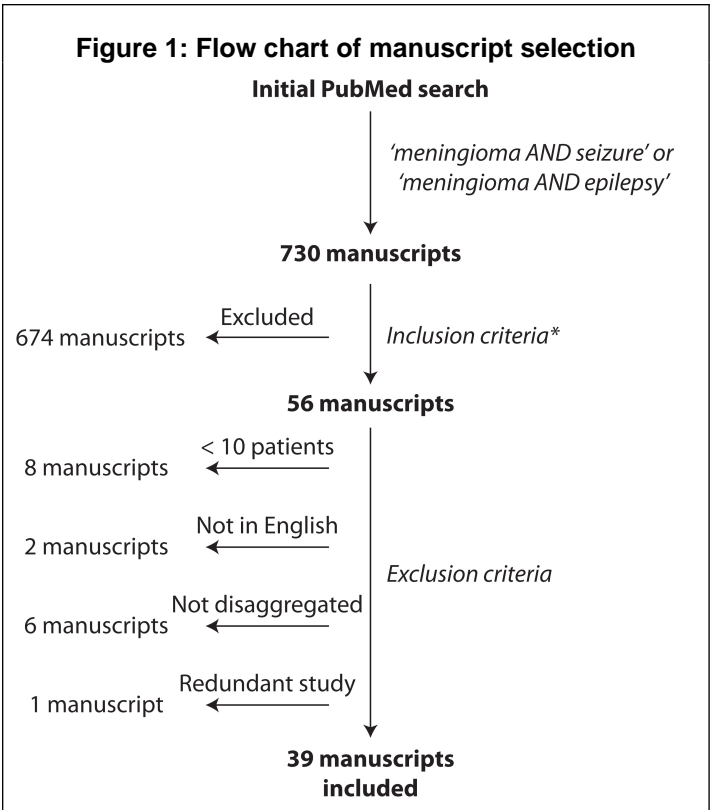 Figure 1: Flow chart of manuscript selection
Initial PubMed search
‘meningioma AND seizure’ or
‘meningioma AND epilepsy’
730 manuscripts
Excluded
674 manuscripts
Inclusion criteria*
56 manuscripts
< 10 patients
8 manuscripts
Not in English
2 manuscripts
Exclusion criteria
Not disaggregated
6 manuscripts
Redundant study
1 manuscript
39 manuscripts
included